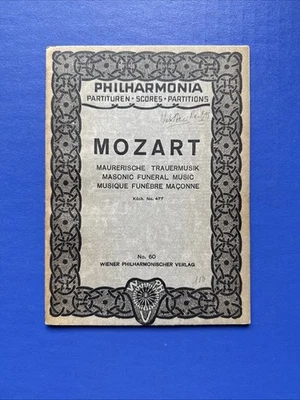 PHILHARMONIA
PARTITUREN · SCORES · PARTITIONS
MOZART
MAURERISCHE TRAUERMUSIK
MASONIC FUNERAL MUSIC
MUSIQUE FUNÈBRE MAÇONNE
Köch. No. 477
No. 60
WIENER PHILHARMONISCHER VERLAG